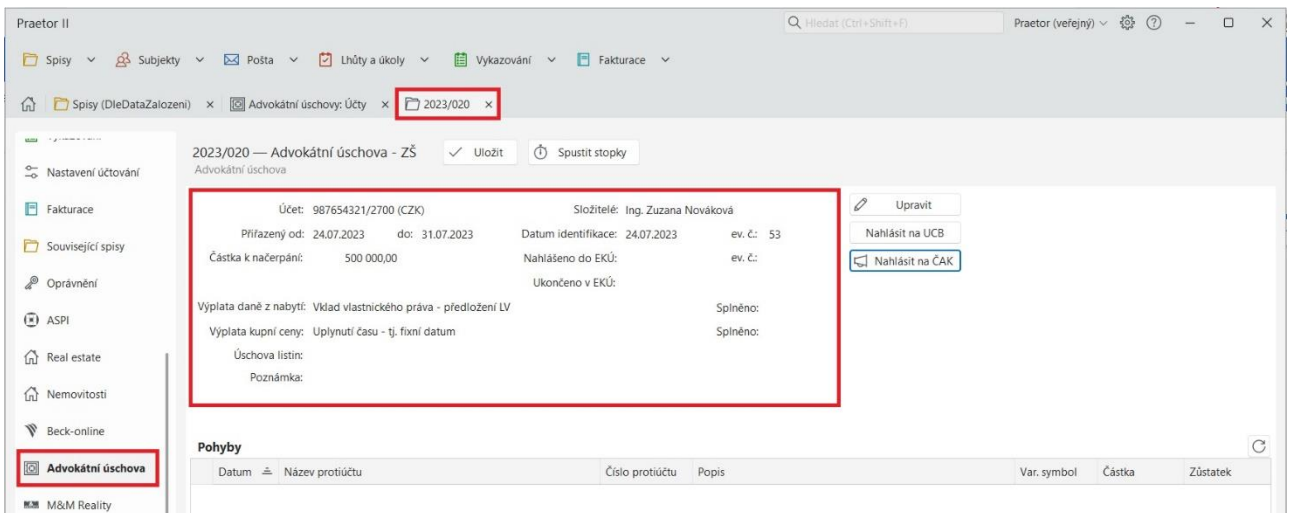 Praetor II
Hledat (Ctrl+Shift+F)
Praetor (veřejný)
Spisy
Subjekty
Pošta
Lhůty a úkoly
Vykazování
Fakturace
Spisy (DleDataZalozeni)
Advokátní úschovy: Účty
2023/020
Nastavení účtování
Fakturace
Související spisy
Oprávnění
ASPI
Real estate
Nemovitosti
Beck-online
Advokátní úschova
M&M Reality
2023/020 — Advokátní úschova - ZŠ
Uložit
Spustit stopky
Advokátní úschova
Účet: 987654321/2700 (CZK) Složitelé: Ing. Zuzana Nováková
Přiřazený od: 24.07.2023 do: 31.07.2023 Datum identifikace: 24.07.2023 ev. č.: 53
Částka k načerpání: 500 000,00 Nahlášeno do EKÚ: ev. č.:
Ukončeno v EKÚ:
Výplata daně z nabytí: Vklad vlastnického práva - předložení LV Splněno:
Výplata kupní ceny: Uplynutí času - tj. fixní datum Splněno:
Úschova listin:
Poznámka:
Upravit
Nahlásit na UCB
Nahlásit na ČAK
Pohyby
Datum Název protiúčtu Číslo protiúčtu Popis Var. symbol Částka Zůstatek